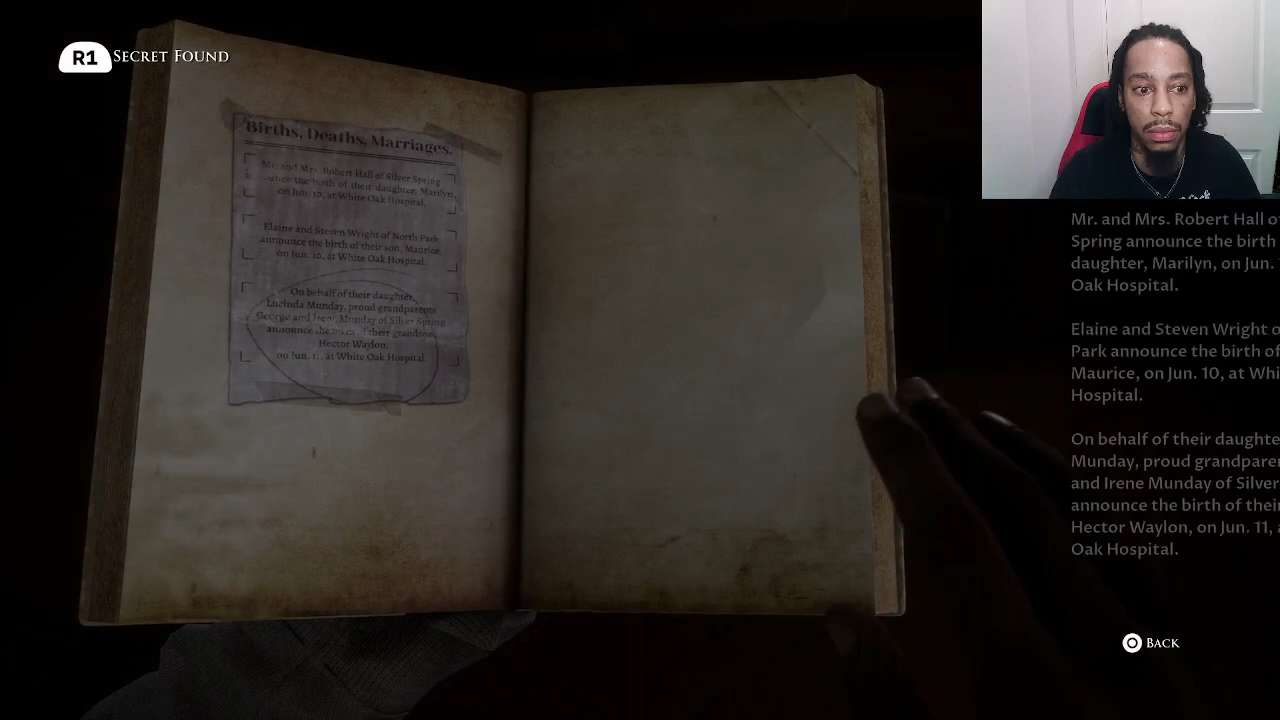 R1 SECRET FOUND
Births, Deaths, Marriages.
Mr. and Mrs. Robert Hall of Silver Spring
announce the birth of their daughter, Marilyn,
on Jun. 10, at White Oak Hospital.
Elaine and Steven Wright of North Park
announce the birth of their son, Maurice,
on Jun. 10, at White Oak Hospital.
On behalf of their daughter,
Lucinda Munday, proud grandparents
George and Irene Munday of Silver Spring
announce the birth of their grandson,
Hector Waylon,
on Jun. 11, at White Oak Hospital.
Mr. and Mrs. Robert Hall of
Spring announce the birth
daughter, Marilyn, on Jun.
Oak Hospital.
Elaine and Steven Wright o
Park announce the birth of
Maurice, on Jun. 10, at Whi
Hospital.
On behalf of their daughte
Munday, proud grandparen
and Irene Munday of Silver
announce the birth of their
Hector Waylon, on Jun. 11, a
Oak Hospital.
BACK